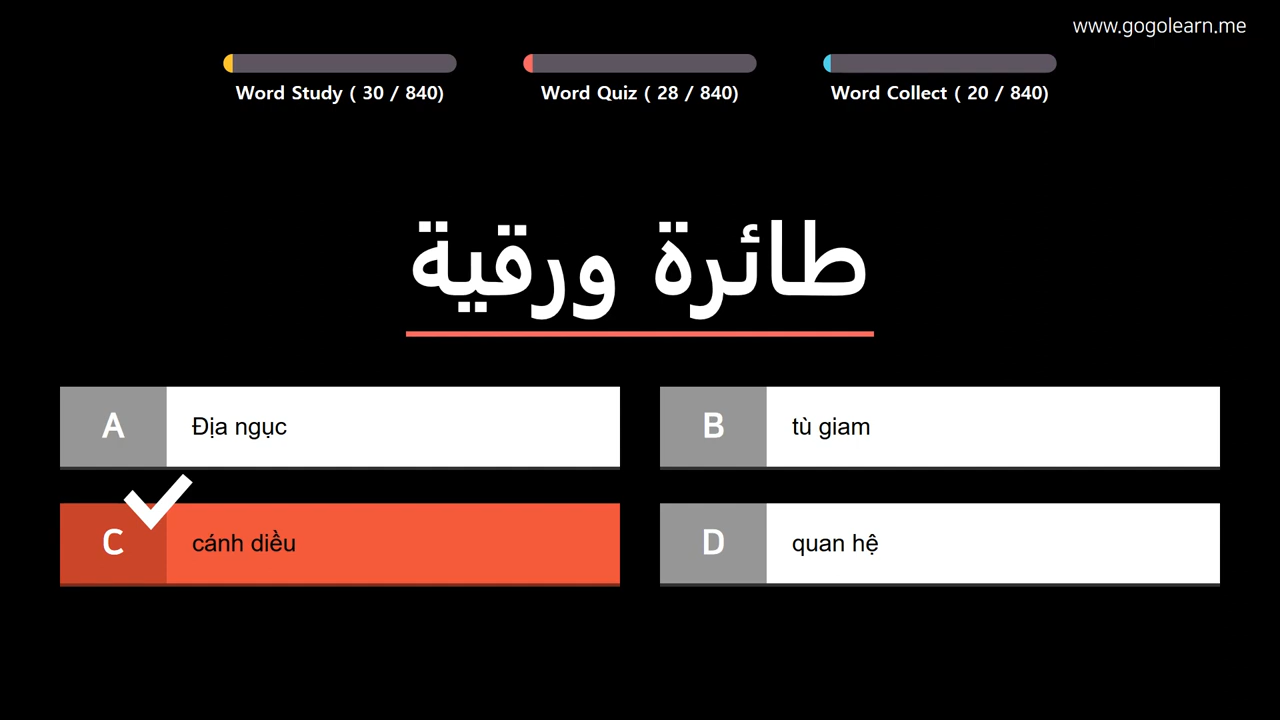 www.gogolearn.me
Word Study ( 30 / 840)
Word Quiz ( 28 / 840)
Word Collect ( 20 / 840)
طائرة ورقية
A Địa ngục
B tù giam
C cánh diều
D quan hệ